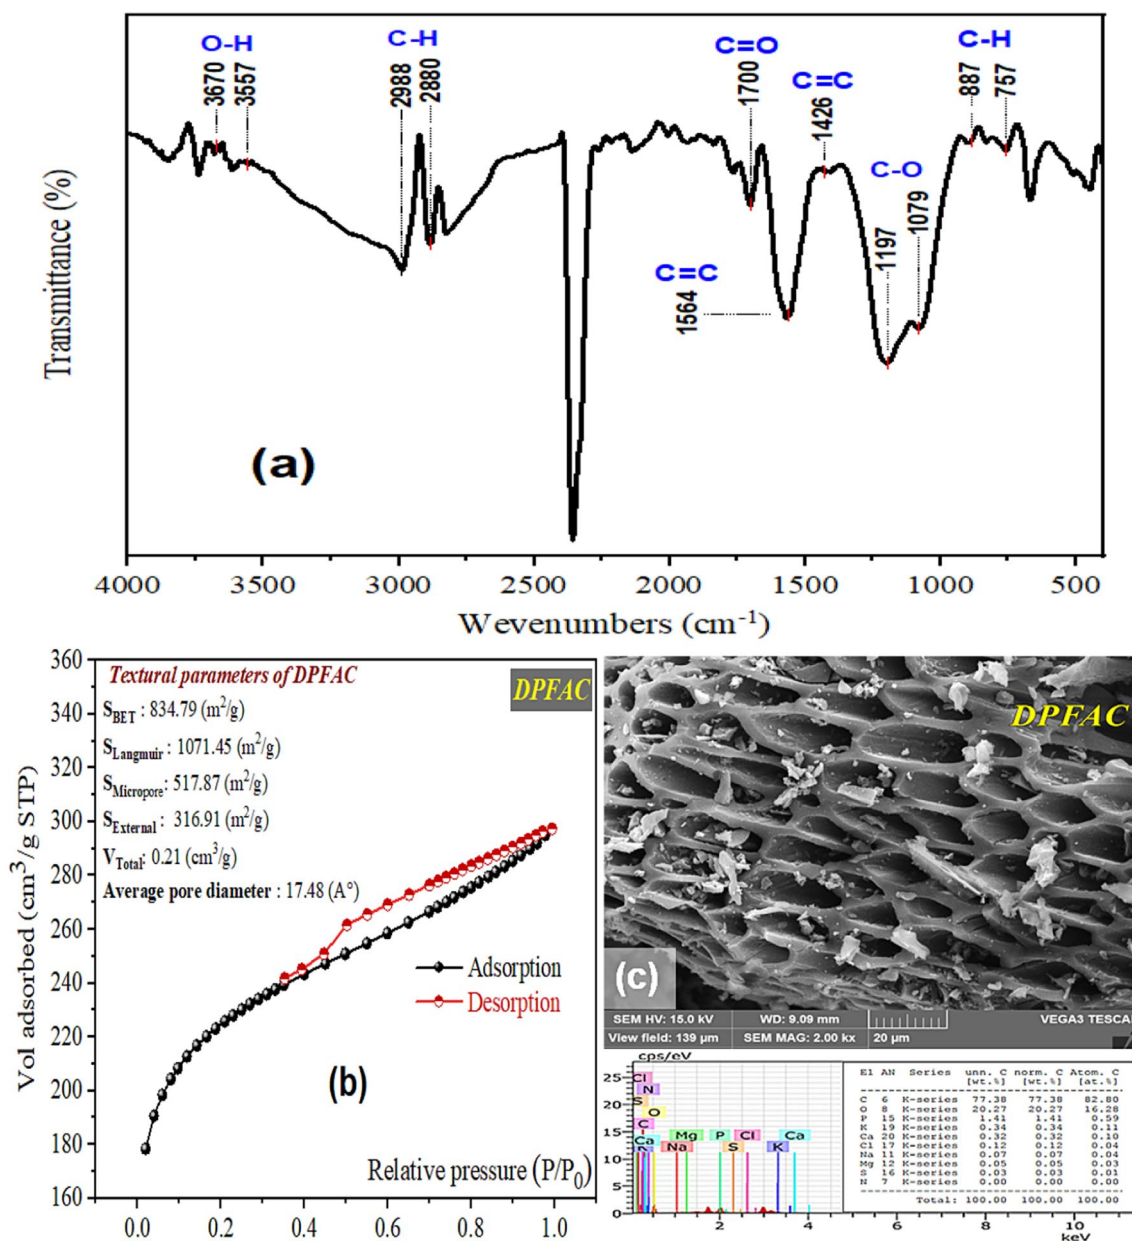 O-H
3670
3557
C-H
2988
2880
C=O
1700
C=C
1426
C-H
887
757
C-O
1197
1079
C=C
1564
Transmittance (%)
(a)
4000 3500 3000 2500 2000 1500 1000 500
Wevenumbers (cm⁻¹)
360
340
320
300
280
260
240
220
200
180
160
Vol adsorbed (cm³/g STP)
Textural parameters of DPFAC
DPFAC
S_BET : 834.79 (m²/g)
S_Langmuir : 1071.45 (m²/g)
S_Micropore : 517.87 (m²/g)
S_External : 316.91 (m²/g)
V_Total: 0.21 (cm³/g)
Average pore diameter : 17.48 (A°)
Adsorption
Desorption
(b)
Relative pressure (P/P₀)
0.0 0.2 0.4 0.6 0.8 1.0
DPFAC
(c)
SEM HV: 15.0 kV WD: 9.09 mm VEGA3 TESCA
View field: 139 µm SEM MAG: 2.00 kx 20 µm
cps/eV
25
20
15
10
5
0
Cl
N
S
O
C
Ca
Mg
P
Cl
Ca
Na
S
K
2 4 6 8 10
keV
El AN Series unn. C norm. C Atom. C
[wt.%] [wt.%] [at.%]
C 6 K-series 77.38 77.38 82.80
O 8 K-series 20.27 20.27 16.28
P 15 K-series 1.41 1.41 0.59
K 19 K-series 0.34 0.34 0.11
Ca 20 K-series 0.32 0.32 0.10
Cl 17 K-series 0.12 0.12 0.04
Na 11 K-series 0.07 0.07 0.04
Mg 12 K-series 0.05 0.05 0.03
S 16 K-series 0.03 0.03 0.01
N 7 K-series 0.00 0.00 0.00
Total: 100.00 100.00 100.00